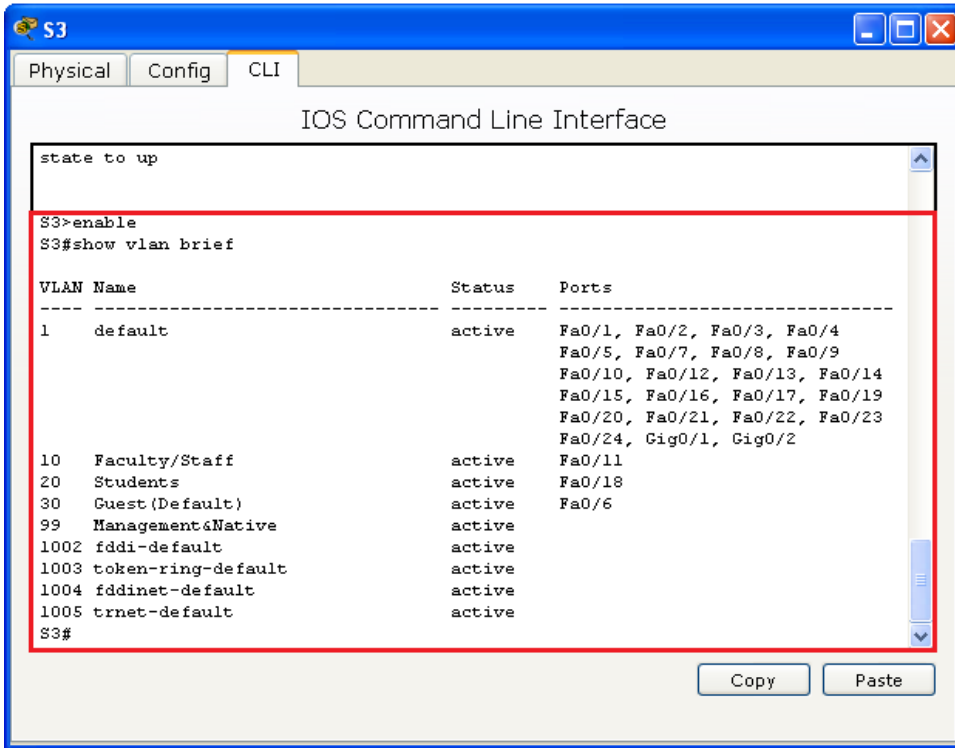 S3
Physical Config CLI
IOS Command Line Interface
state to up
S3>enable
S3#show vlan brief
VLAN Name Status Ports
---- -------------------------------- --------- -------------------------------
1 default active Fa0/1, Fa0/2, Fa0/3, Fa0/4
Fa0/5, Fa0/7, Fa0/8, Fa0/9
Fa0/10, Fa0/12, Fa0/13, Fa0/14
Fa0/15, Fa0/16, Fa0/17, Fa0/19
Fa0/20, Fa0/21, Fa0/22, Fa0/23
Fa0/24, Gig0/1, Gig0/2
10 Faculty/Staff active Fa0/11
20 Students active Fa0/18
30 Guest(Default) active Fa0/6
99 Management&Native active
1002 fddi-default active
1003 token-ring-default active
1004 fddinet-default active
1005 trnet-default active
S3#
Copy Paste